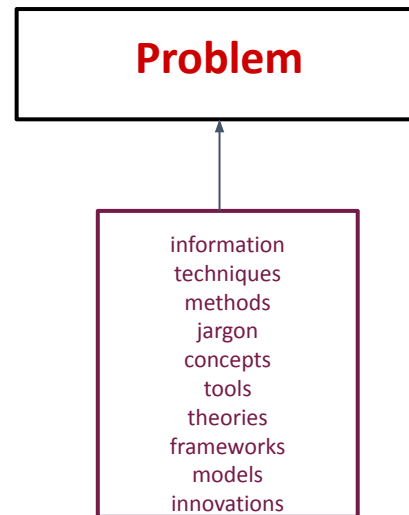 Problem
information
techniques
methods
jargon
concepts
tools
theories
frameworks
models
innovations